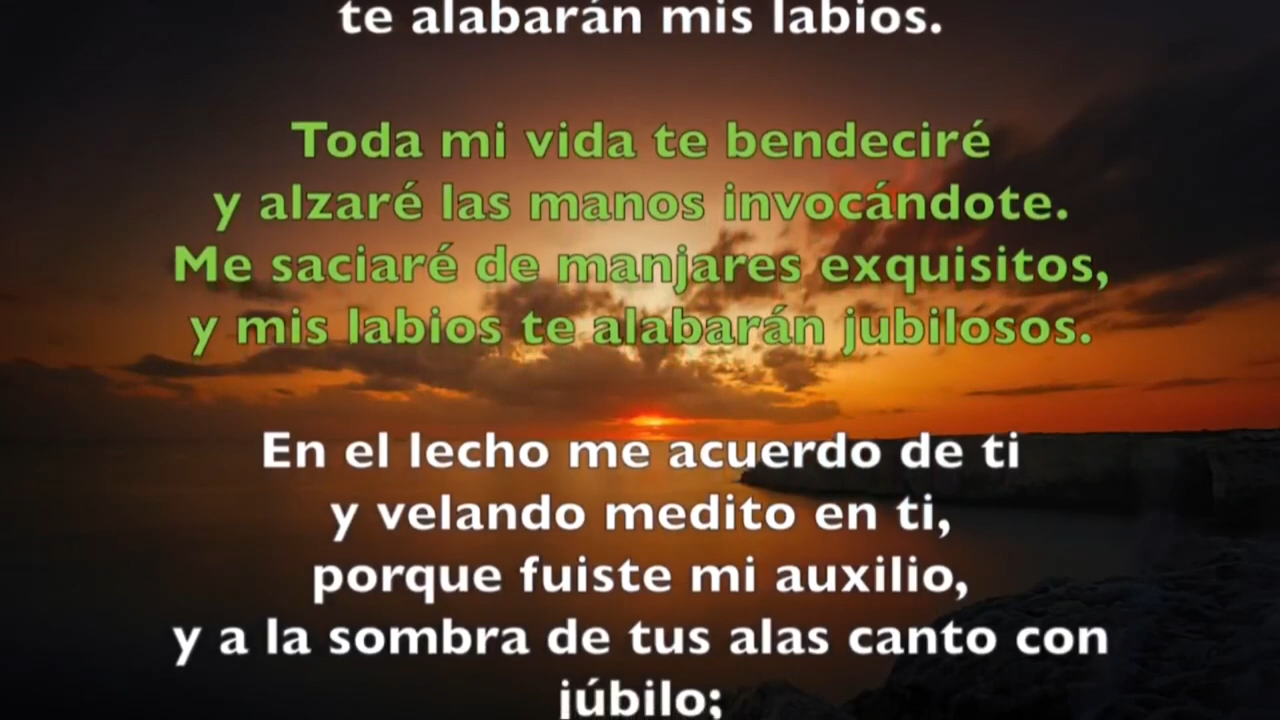 te alabarán mis labios.
Toda mi vida te bendeciré
y alzaré las manos invocándote.
Me saciaré de manjares exquisitos,
y mis labios te alabarán jubilosos.
En el lecho me acuerdo de ti
y velando medito en ti,
porque fuiste mi auxilio,
y a la sombra de tus alas canto con
júbilo;